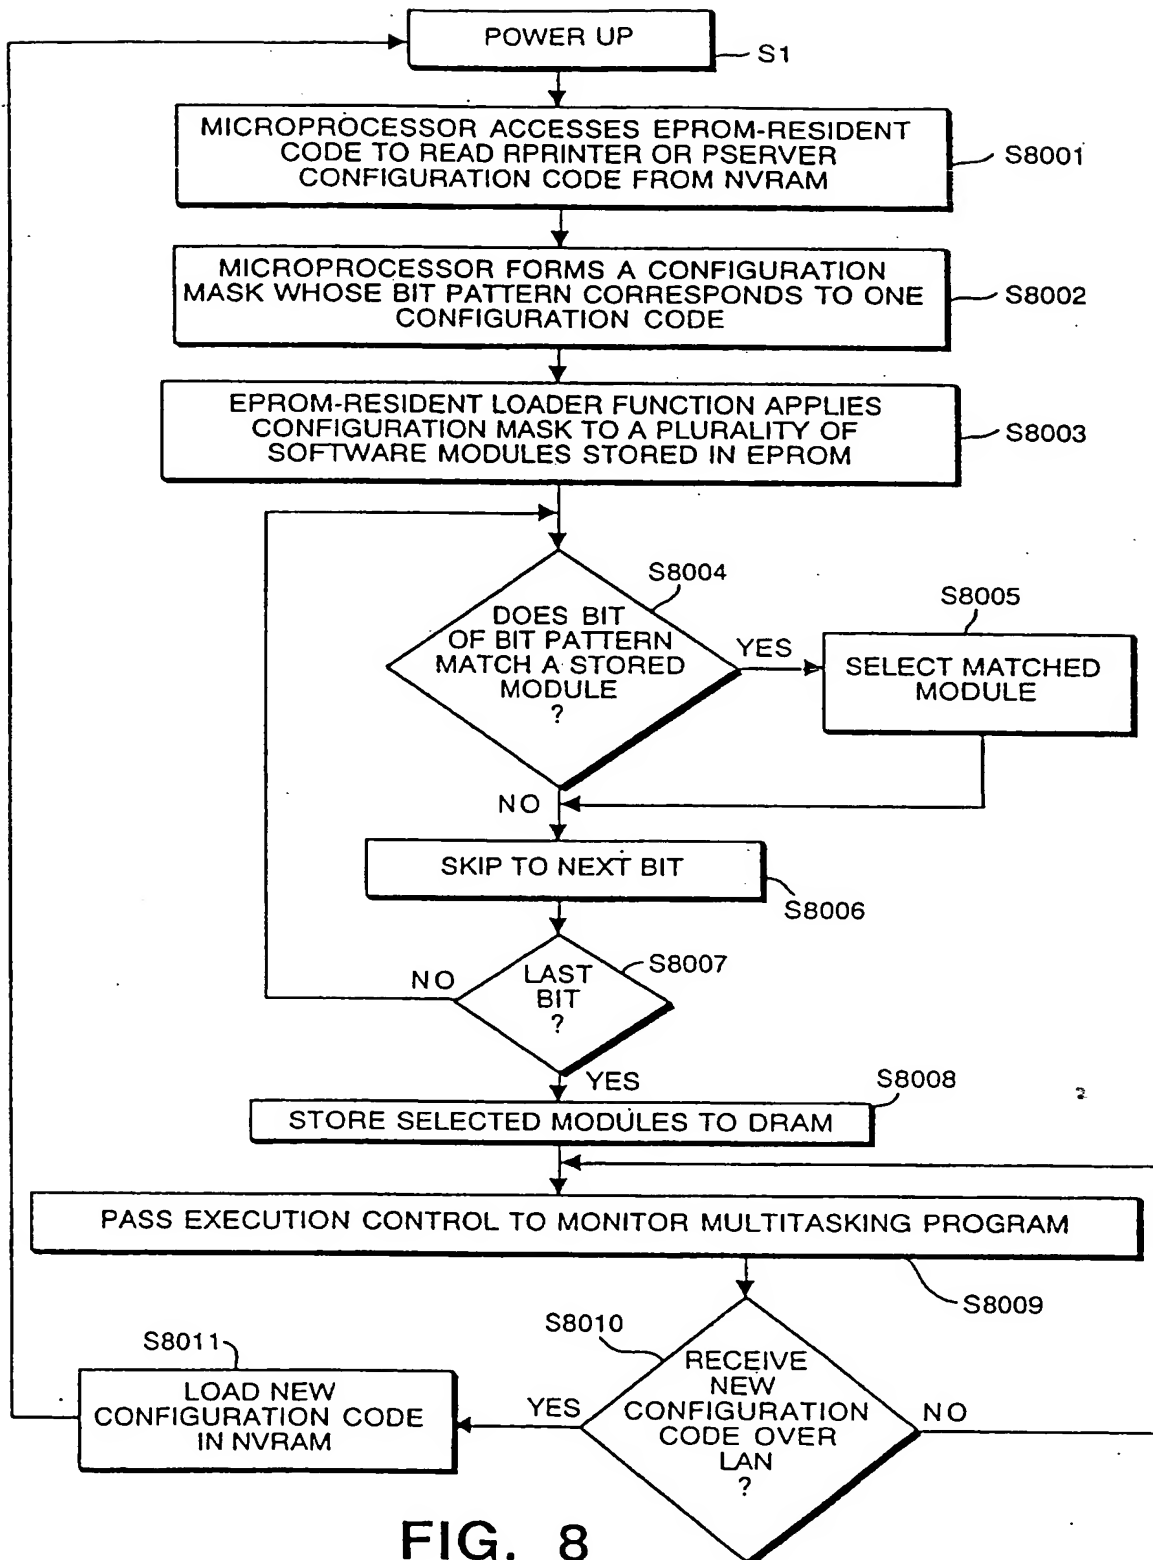 POWER UP
S1
MICROPROCESSOR ACCESSES EPROM-RESIDENT
CODE TO READ RPRINTER OR PSERVER
CONFIGURATION CODE FROM NVRAM
S8001
MICROPROCESSOR FORMS A CONFIGURATION
MASK WHOSE BIT PATTERN CORRESPONDS TO ONE
CONFIGURATION CODE
S8002
EPROM-RESIDENT LOADER FUNCTION APPLIES
CONFIGURATION MASK TO A PLURALITY OF
SOFTWARE MODULES STORED IN EPROM
S8003
S8004
DOES BIT
OF BIT PATTERN
MATCH A STORED
MODULE
?
YES
S8005
SELECT MATCHED
MODULE
NO
SKIP TO NEXT BIT
S8006
S8007
LAST
BIT
?
NO
YES
S8008
STORE SELECTED MODULES TO DRAM
PASS EXECUTION CONTROL TO MONITOR MULTITASKING PROGRAM
S8009
S8010
RECEIVE
NEW
CONFIGURATION
CODE OVER
LAN
?
YES
NO
S8011
LOAD NEW
CONFIGURATION CODE
IN NVRAM
FIG. 8